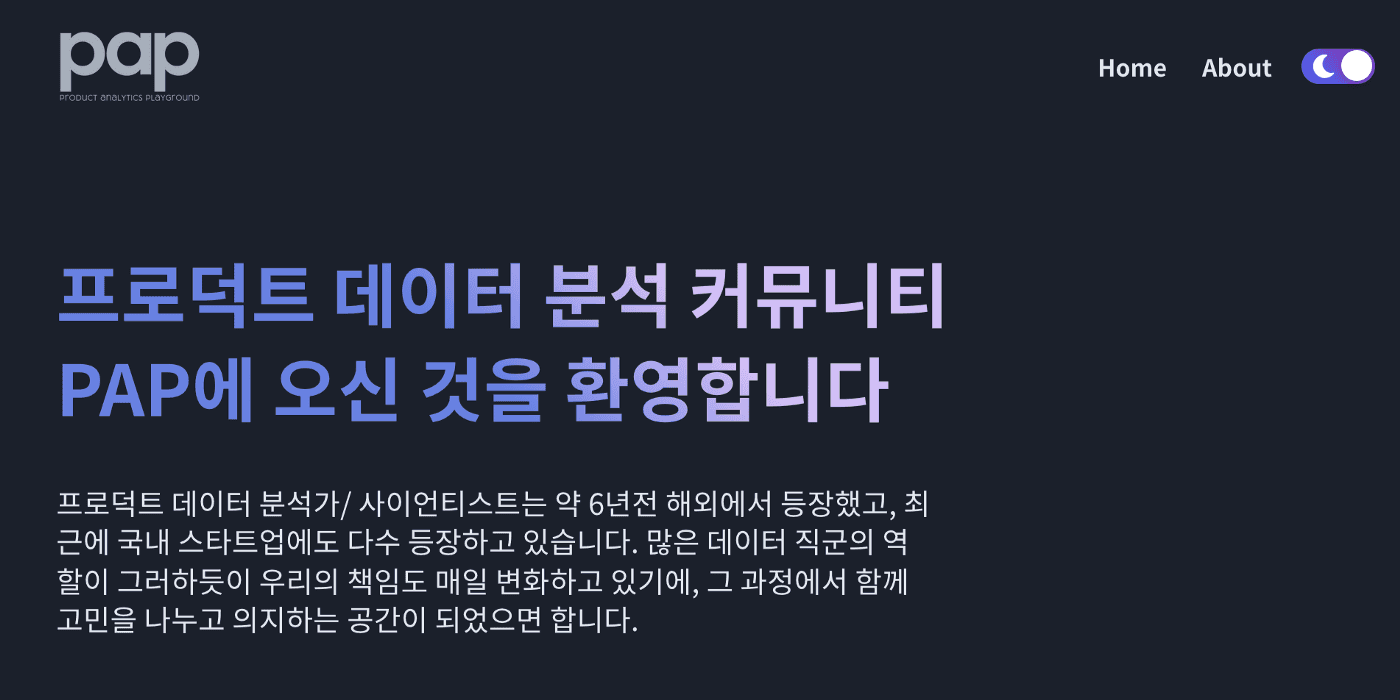 pap
PRODUCT ANALYTICS PLAYGROUND
Home About
프로덕트 데이터 분석 커뮤니티
PAP에 오신 것을 환영합니다
프로덕트 데이터 분석가/ 사이언티스트는 약 6년전 해외에서 등장했고, 최
근에 국내 스타트업에도 다수 등장하고 있습니다. 많은 데이터 직군의 역
할이 그러하듯이 우리의 책임도 매일 변화하고 있기에, 그 과정에서 함께
고민을 나누고 의지하는 공간이 되었으면 합니다.